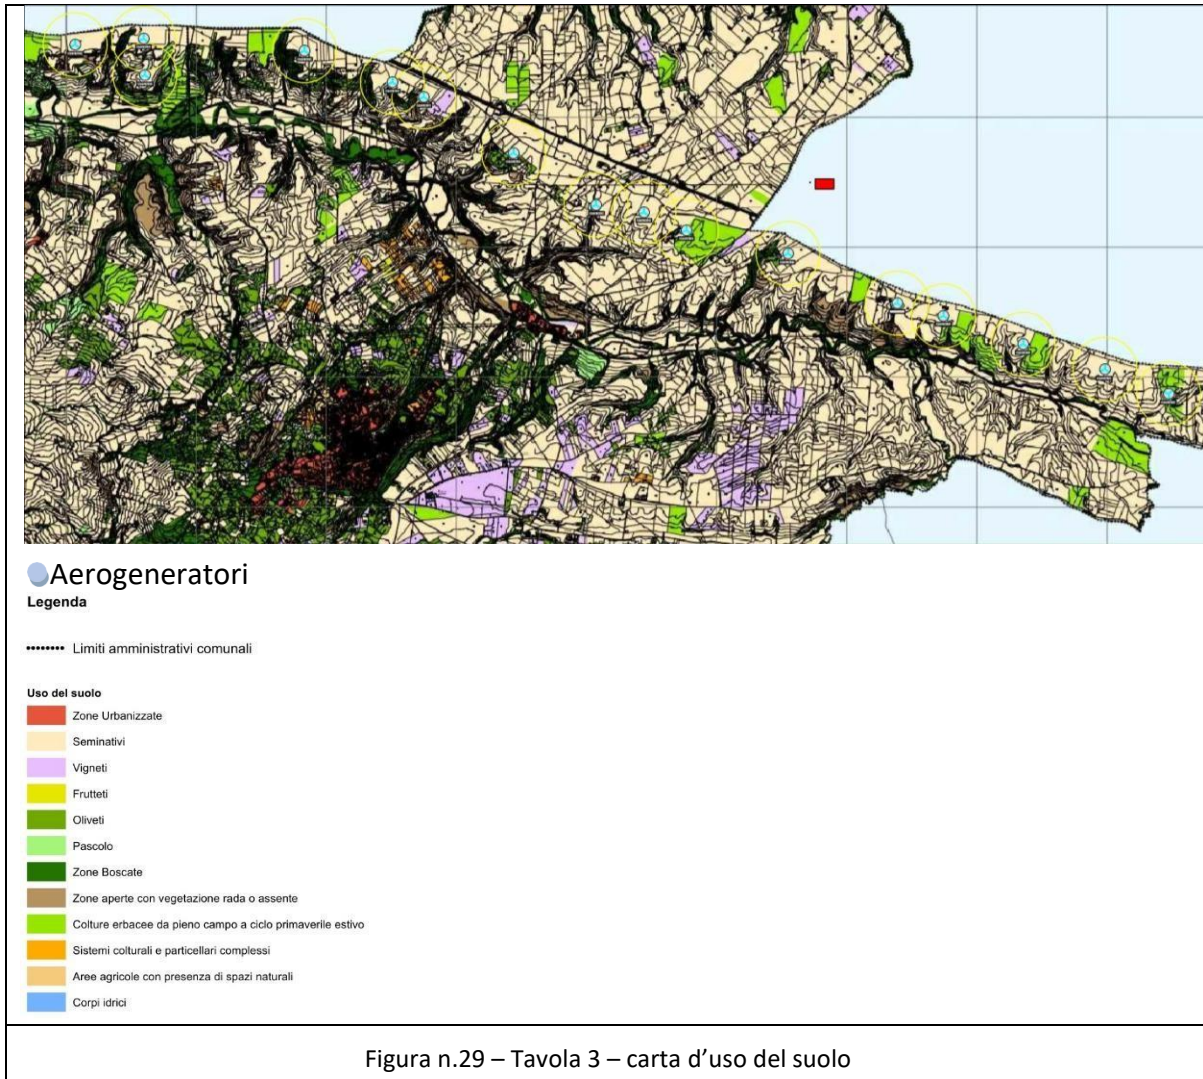 Aerogeneratori
Legenda
Limiti amministrativi comunali
Uso del suolo
Zone Urbanizzate
Seminativi
Vigneti
Frutteti
Oliveti
Pascolo
Zone Boscate
Zone aperte con vegetazione rada o assente
Colture erbacee da pieno campo a ciclo primaverile estivo
Sistemi colturali e particellari complessi
Aree agricole con presenza di spazi naturali
Corpi idrici
Figura n.29 – Tavola 3 – carta d’uso del suolo